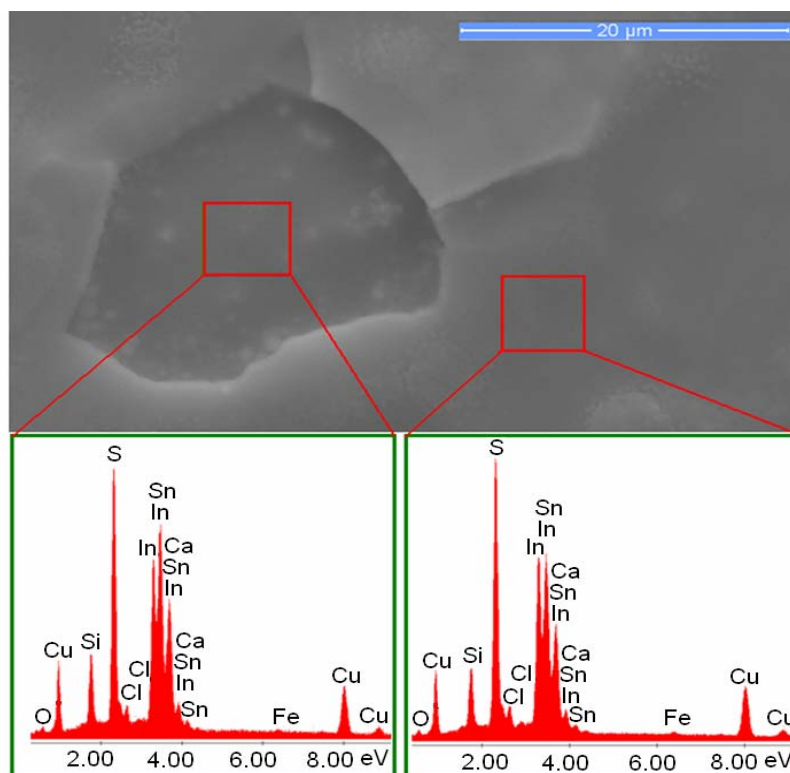 20 µm
S
Sn
In
In
Ca
Sn
In
Cu
Si
Cl
Cl
Ca
Sn
In
Sn
O
Fe
Cu
Cu
2.00 4.00 6.00 8.00 eV
S
Sn
In
In
Ca
Sn
In
Cu
Si
Cl
Cl
Ca
Sn
In
Sn
O
Fe
Cu
Cu
2.00 4.00 6.00 8.00 eV